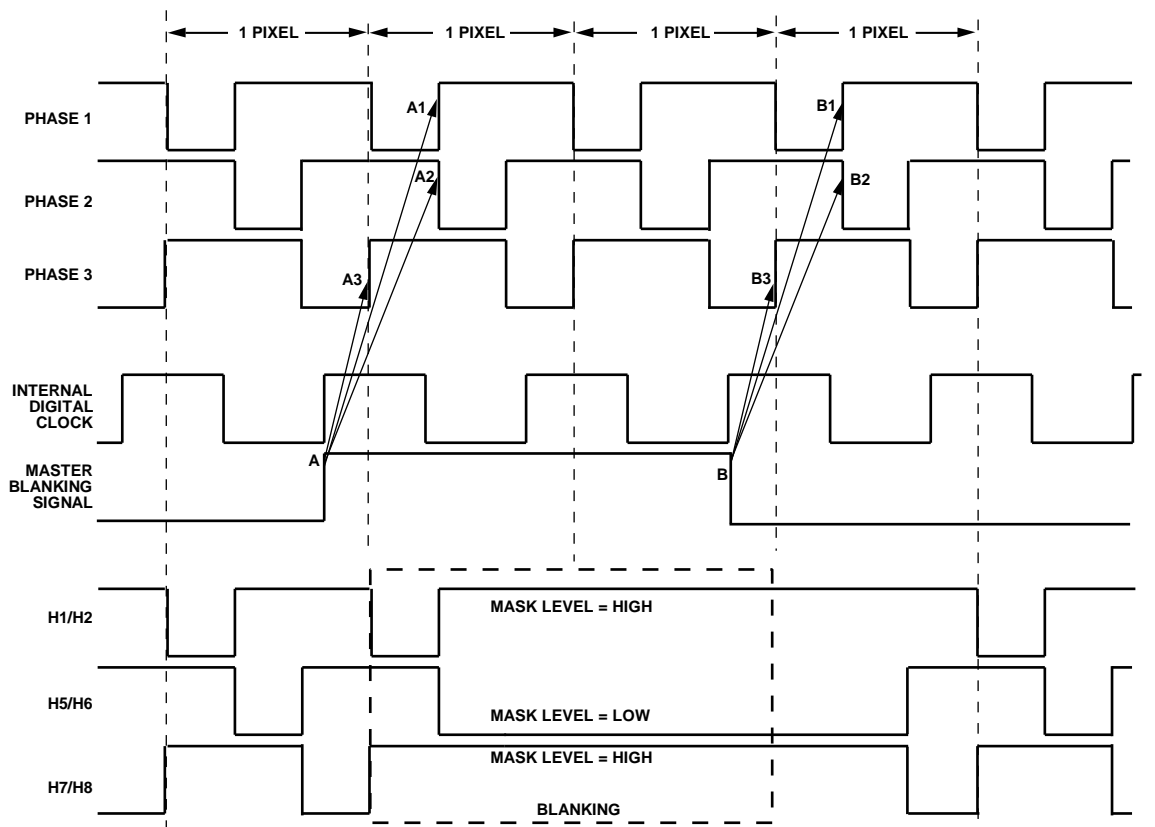 1 PIXEL 1 PIXEL 1 PIXEL 1 PIXEL
PHASE 1
A1
B1
PHASE 2
A2
B2
PHASE 3
A3
B3
INTERNAL
DIGITAL
CLOCK
MASTER
BLANKING
SIGNAL
A
B
H1/H2
MASK LEVEL = HIGH
H5/H6
MASK LEVEL = LOW
MASK LEVEL = HIGH
H7/H8
BLANKING